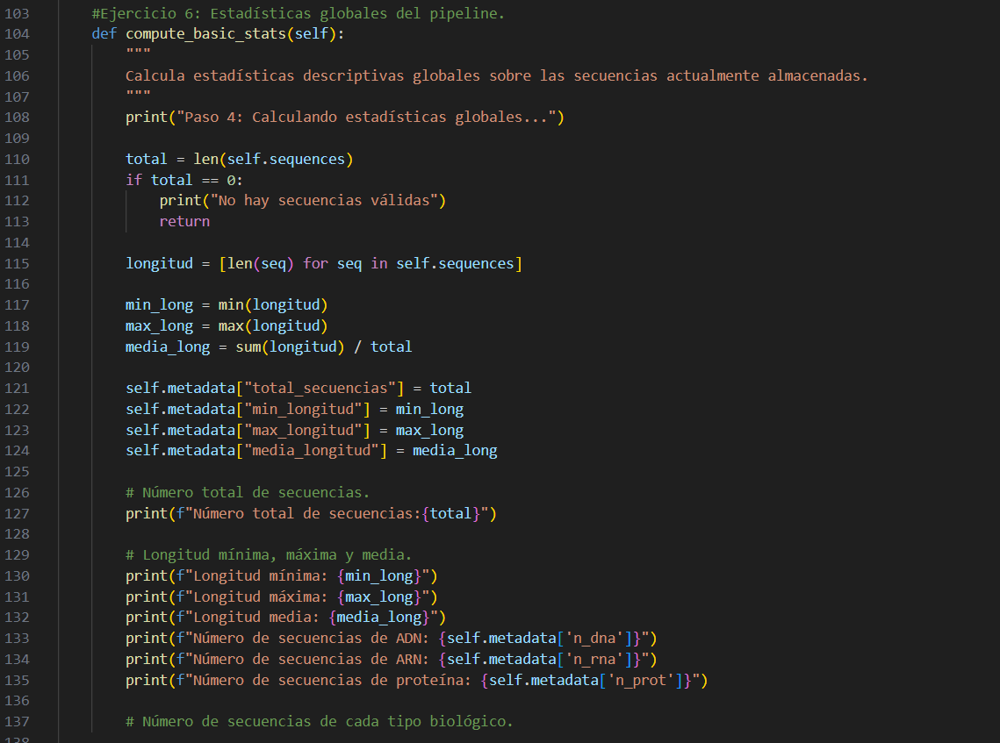 103 #Ejercicio 6: Estadísticas globales del pipeline.
104 def compute_basic_stats(self):
105 """
106 Calcula estadísticas descriptivas globales sobre las secuencias actualmente almacenadas.
107 """
108 print("Paso 4: Calculando estadísticas globales...")
109
110 total = len(self.sequences)
111 if total == 0:
112 print("No hay secuencias válidas")
113 return
114
115 longitud = [len(seq) for seq in self.sequences]
116
117 min_long = min(longitud)
118 max_long = max(longitud)
119 media_long = sum(longitud) / total
120
121 self.metadata["total_secuencias"] = total
122 self.metadata["min_longitud"] = min_long
123 self.metadata["max_longitud"] = max_long
124 self.metadata["media_longitud"] = media_long
125
126 # Número total de secuencias.
127 print(f"Número total de secuencias:{total}")
128
129 # Longitud mínima, máxima y media.
130 print(f"Longitud mínima: {min_long}")
131 print(f"Longitud máxima: {max_long}")
132 print(f"Longitud media: {media_long}")
133 print(f"Número de secuencias de ADN: {self.metadata['n_dna']}")
134 print(f"Número de secuencias de ARN: {self.metadata['n_rna']}")
135 print(f"Número de secuencias de proteína: {self.metadata['n_prot']}")
136
137 # Número de secuencias de cada tipo biológico.
138